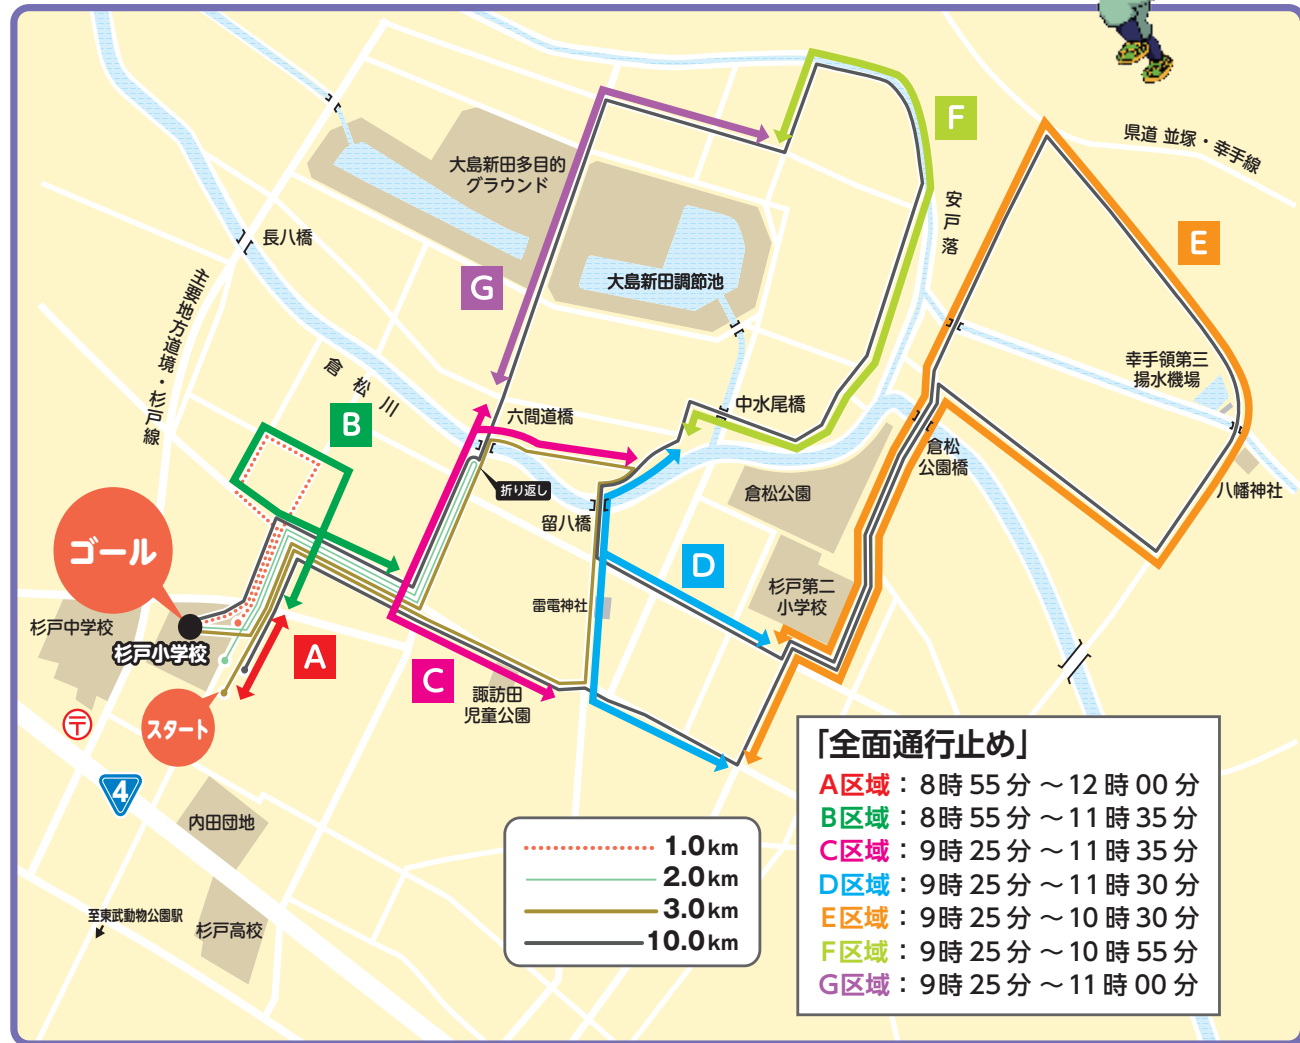 F
県道 並塚・幸手線
大島新田多目的
グラウンド
安戸落
長八橋
E
大島新田調節池
G
主要地方道境・杉戸線
幸手領第三
揚水機場
倉松川
中水尾橋
六間道橋
B
倉松
公園橋
折り返し
倉松公園
八幡神社
留八橋
ゴール
D
杉戸第二
小学校
雷電神社
杉戸中学校
杉戸小学校
A
C
諏訪田
児童公園
〒
スタート
4
内田団地
至東武動物公園駅
杉戸高校
1.0km
2.0km
3.0km
10.0km
「全面通行止め」
A区域：8時55分～12時00分
B区域：8時55分～11時35分
C区域：9時25分～11時35分
D区域：9時25分～11時30分
E区域：9時25分～10時30分
F区域：9時25分～10時55分
G区域：9時25分～11時00分